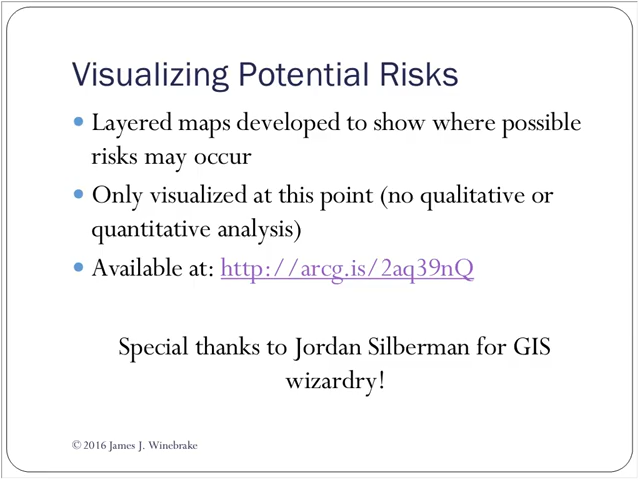 Visualizing Potential Risks
• Layered maps developed to show where possible
risks may occur
• Only visualized at this point (no qualitative or
quantitative analysis)
• Available at: http://arcg.is/2aq39nQ
Special thanks to Jordan Silberman for GIS
wizardry!
© 2016 James J. Winebrake